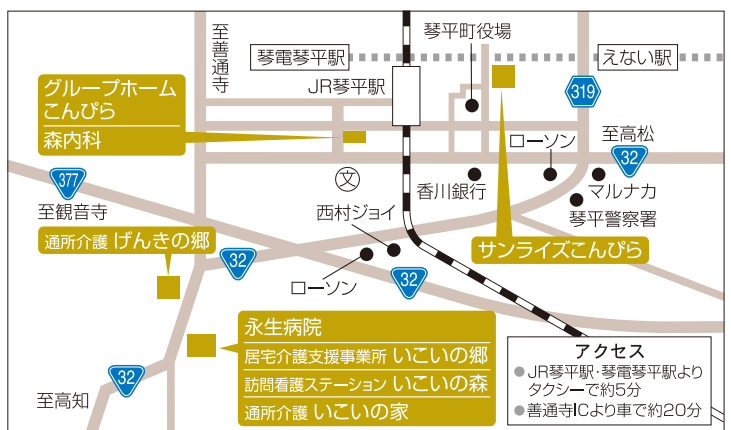 至善通寺
琴電琴平駅
JR琴平駅
琴平町役場
えない駅
319
グループホーム
こんぴら
森内科
ローソン
至高松
32
377
至観音寺
文
香川銀行
マルナカ
琴平警察署
西村ジョイ
サンライズこんぴら
通所介護 げんきの郷
32
ローソン
32
永生病院
居宅介護支援事業所 いこいの郷
訪問看護ステーション いこいの森
通所介護 いこいの家
32
至高知
アクセス
●JR琴平駅・琴電琴平駅より
タクシーで約5分
●善通寺ICより車で約20分